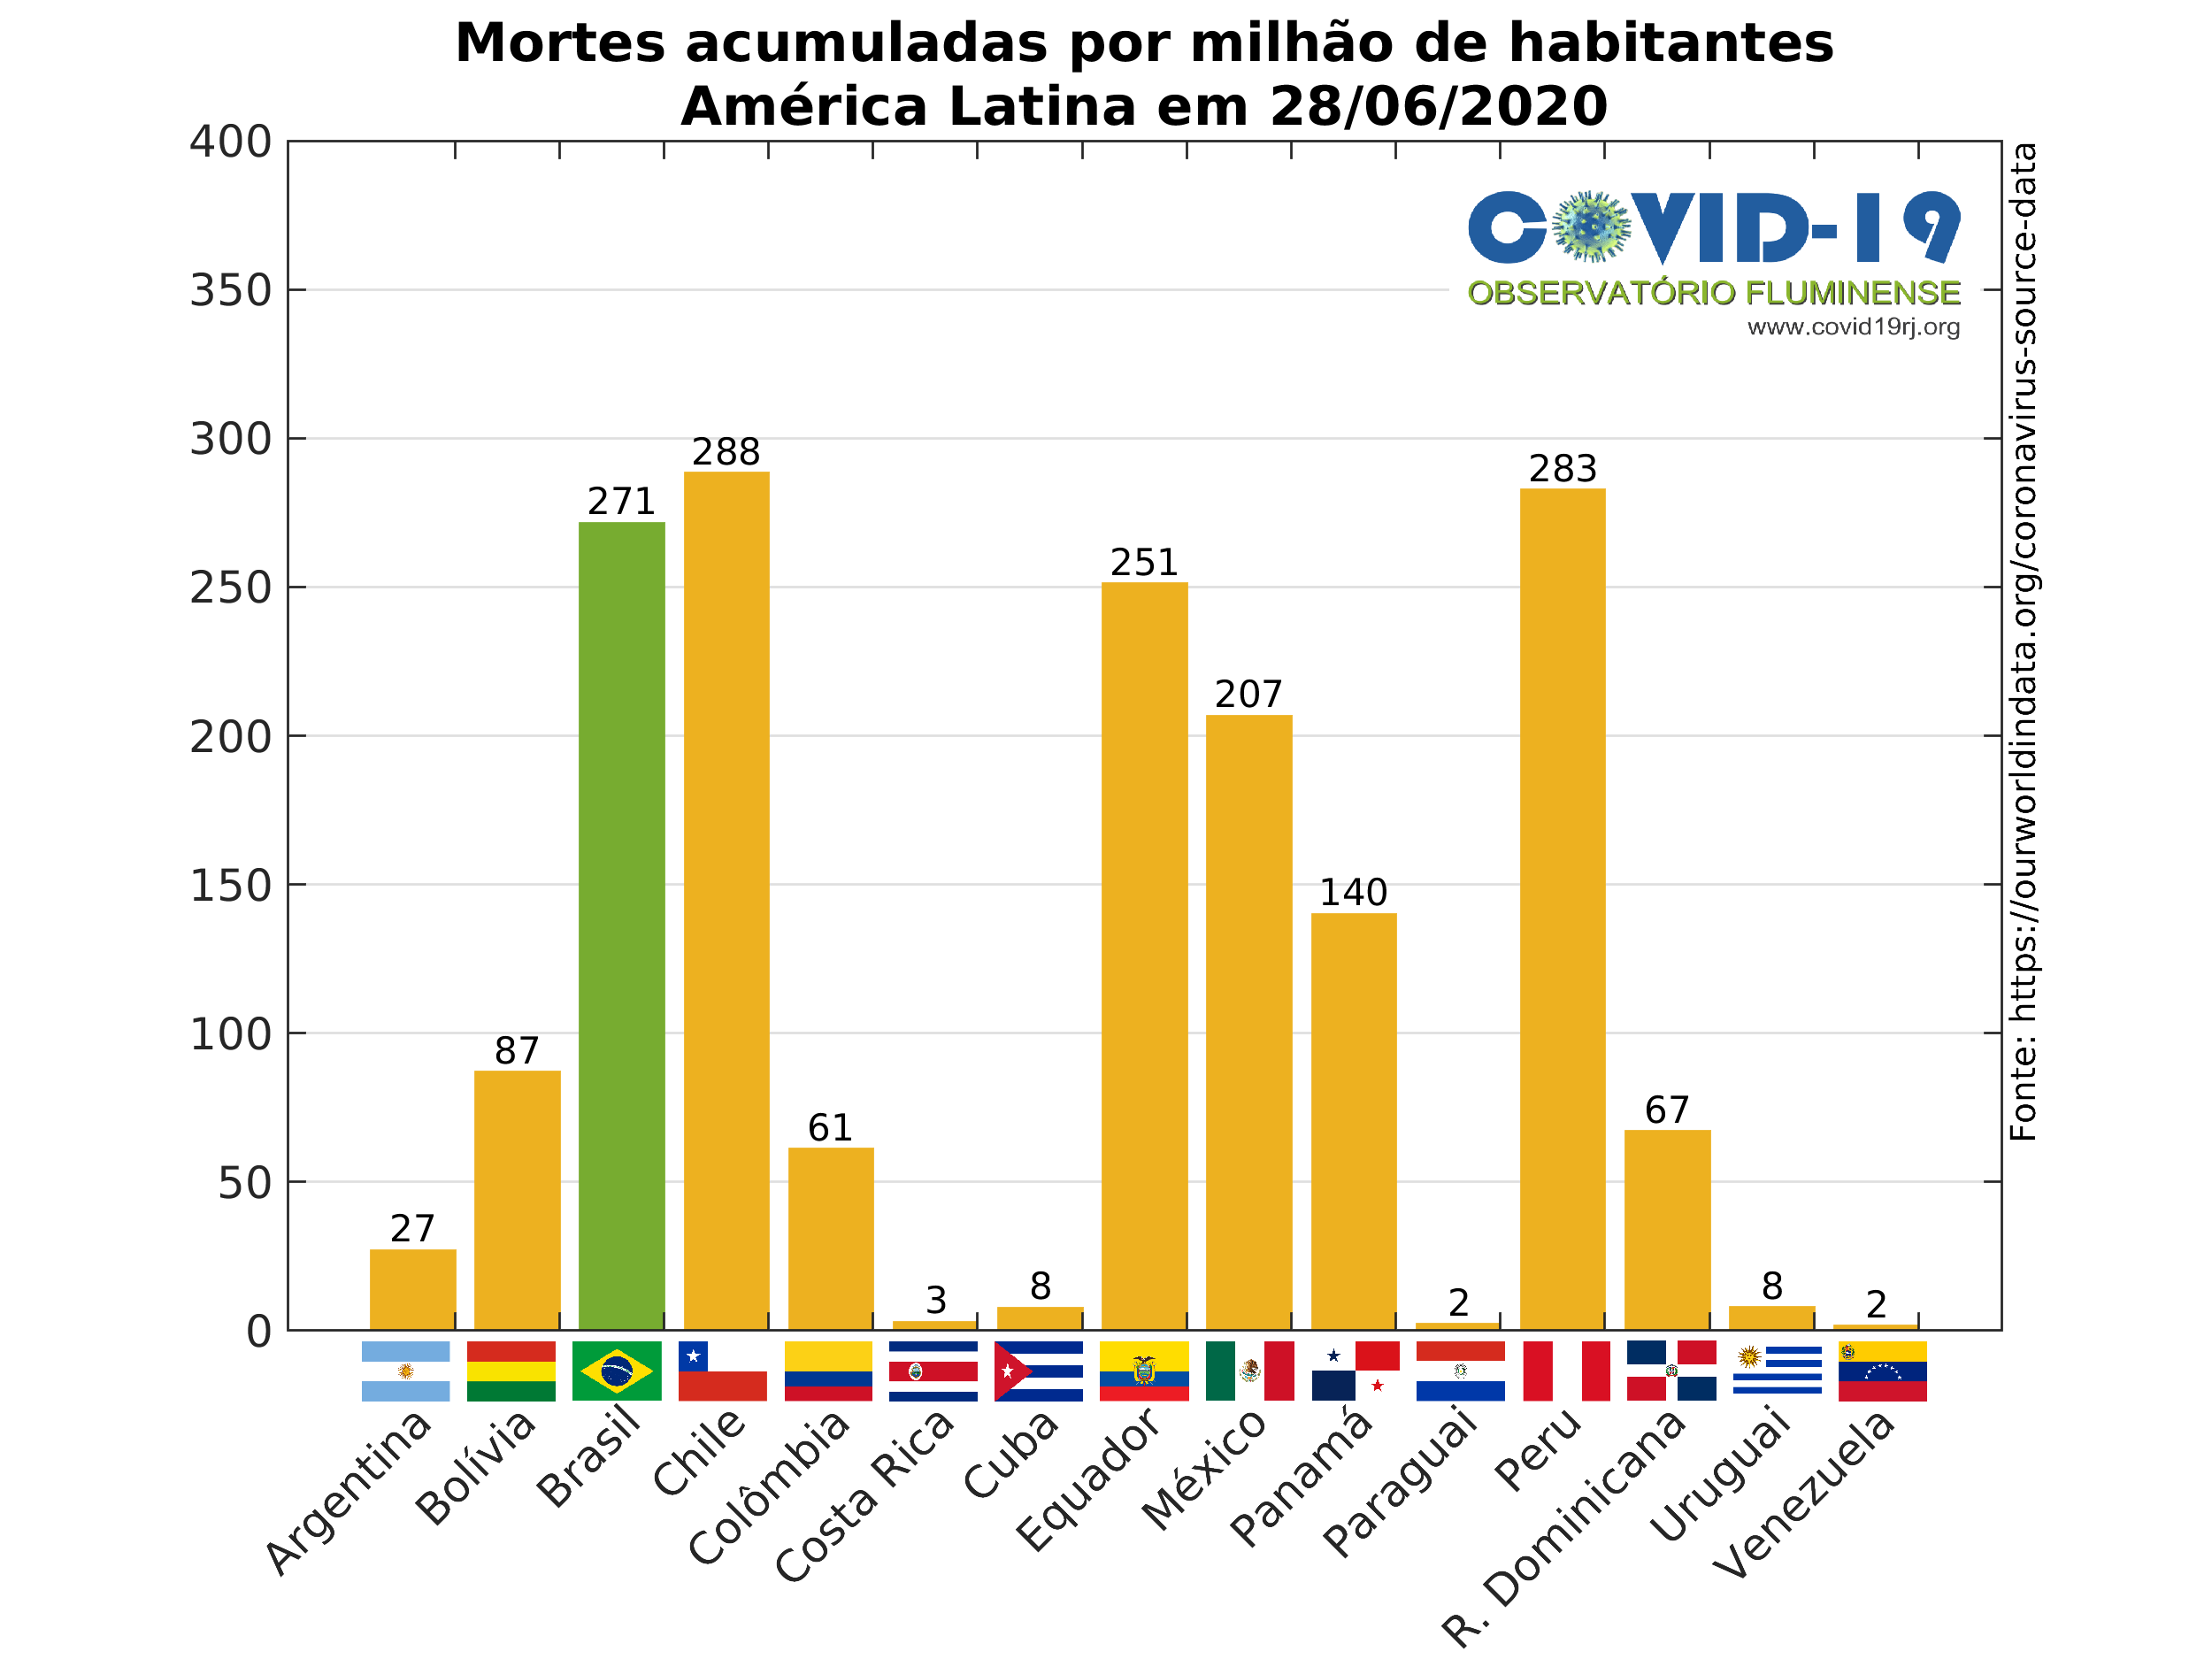 Mortes acumuladas por milhão de habitantes
América Latina em 28/06/2020
400
350
300
250
200
150
100
50
0
COVID-19
OBSERVATÓRIO FLUMINENSE
www.covid19rj.org
27
87
271
288
61
3
8
251
207
140
2
283
67
8
2
Argentina
Bolívia
Brasil
Chile
Colômbia
Costa Rica
Cuba
Equador
México
Panamá
Paraguai
Peru
R. Dominicana
Uruguai
Venezuela
Fonte: https://ourworldindata.org/coronavirus-source-data